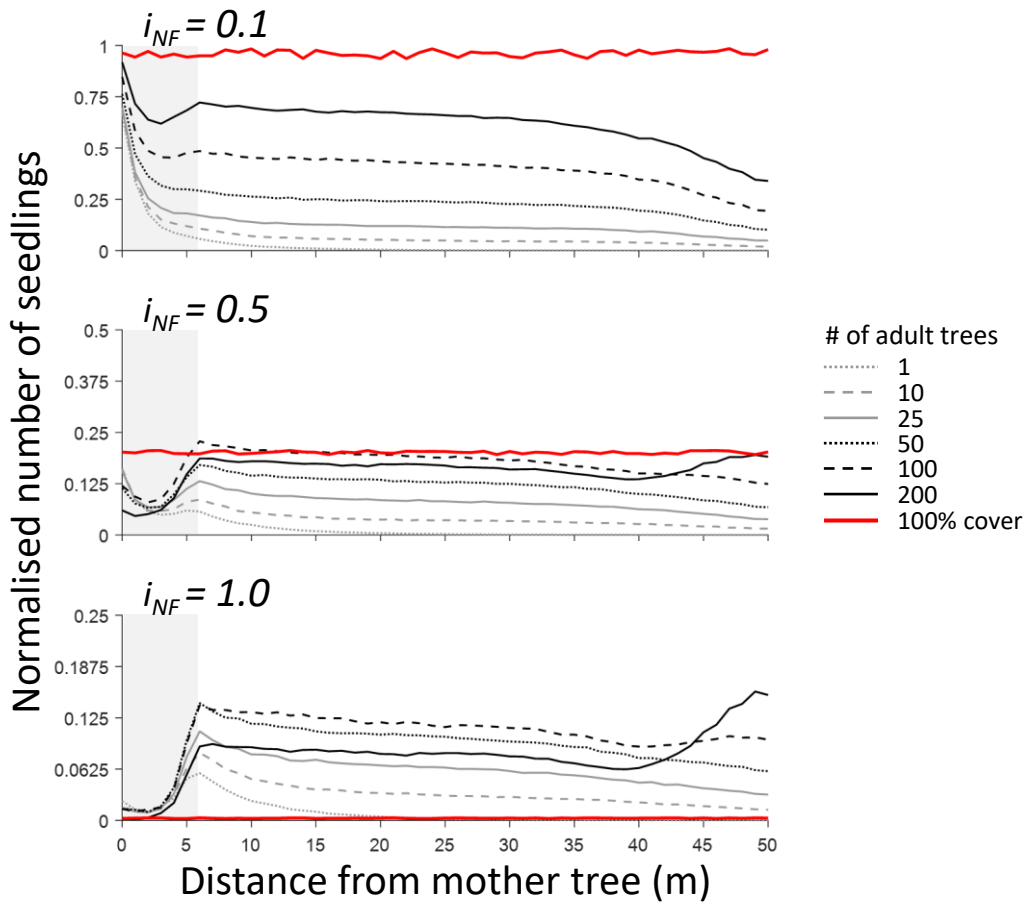 Normalised number of seedlings
i_NF = 0.1
1
0.75
0.5
0.25
0
i_NF = 0.5
0.5
0.375
0.25
0.125
0
i_NF = 1.0
0.25
0.1875
0.125
0.0625
0
0 5 10 15 20 25 30 35 40 45 50
Distance from mother tree (m)
# of adult trees
1
10
25
50
100
200
100% cover